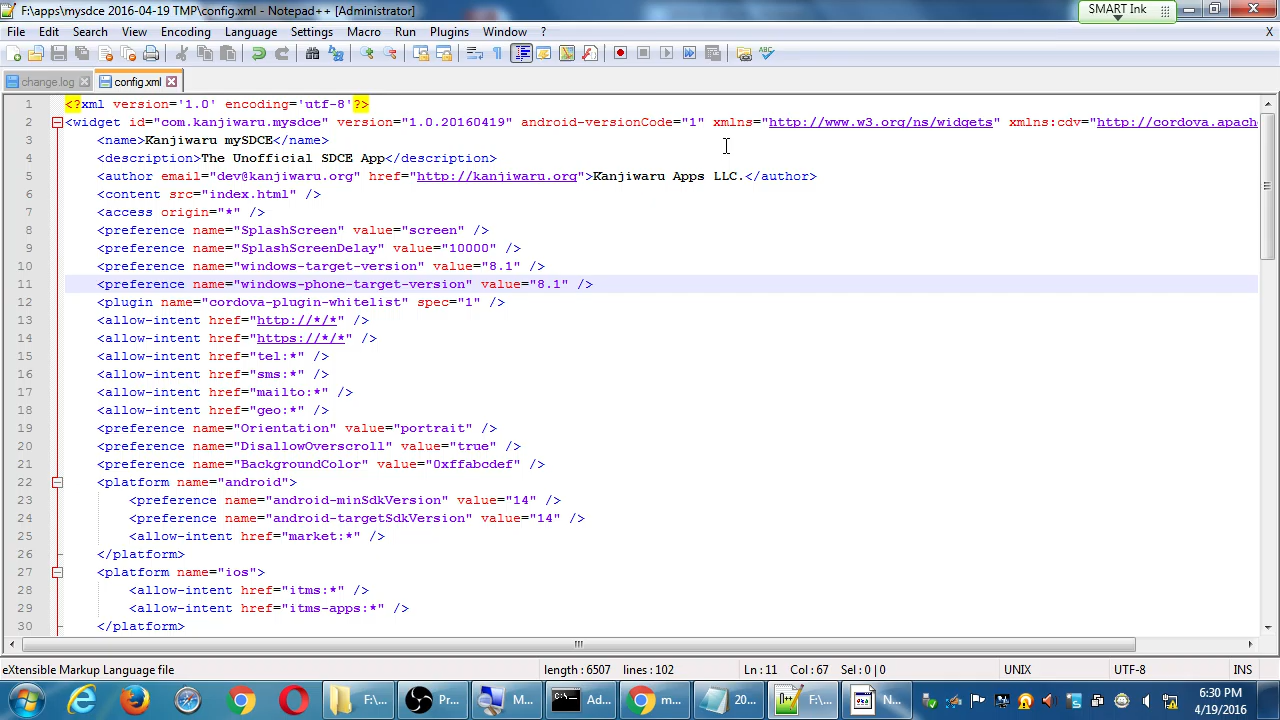 F:\apps\mysdce 2016-04-19 TMP\config.xml - Notepad++ [Administrator]
SMART Ink
File Edit Search View Encoding Language Settings Macro Run Plugins Window ? X
change.log config.xml
1 <?xml version='1.0' encoding='utf-8'?>
2 <widget id="com.kanjiwaru.mysdce" version="1.0.20160419" android-versionCode="1" xmlns="http://www.w3.org/ns/widgets" xmlns:cdv="http://cordova.apach
3 <name>Kanjiwaru mySDCE</name>
4 <description>The Unofficial SDCE App</description>
5 <author email="dev@kanjiwaru.org" href="http://kanjiwaru.org">Kanjiwaru Apps LLC.</author>
6 <content src="index.html" />
7 <access origin="*" />
8 <preference name="SplashScreen" value="screen" />
9 <preference name="SplashScreenDelay" value="10000" />
10 <preference name="windows-target-version" value="8.1" />
11 <preference name="windows-phone-target-version" value="8.1" />
12 <plugin name="cordova-plugin-whitelist" spec="1" />
13 <allow-intent href="http://*/*" />
14 <allow-intent href="https://*/*" />
15 <allow-intent href="tel:*" />
16 <allow-intent href="sms:*" />
17 <allow-intent href="mailto:*" />
18 <allow-intent href="geo:*" />
19 <preference name="Orientation" value="portrait" />
20 <preference name="DisallowOverscroll" value="true" />
21 <preference name="BackgroundColor" value="0xffabcdef" />
22 <platform name="android">
23 <preference name="android-minSdkVersion" value="14" />
24 <preference name="android-targetSdkVersion" value="14" />
25 <allow-intent href="market:*" />
26 </platform>
27 <platform name="ios">
28 <allow-intent href="itms:*" />
29 <allow-intent href="itms-apps:*" />
30 </platform>
eXtensible Markup Language file length : 6507 lines : 102 Ln : 11 Col : 67 Sel : 0 | 0 UNIX UTF-8 INS
F:\... Pr... M... Ad... m... 20... F:\... N...
6:30 PM
4/19/2016